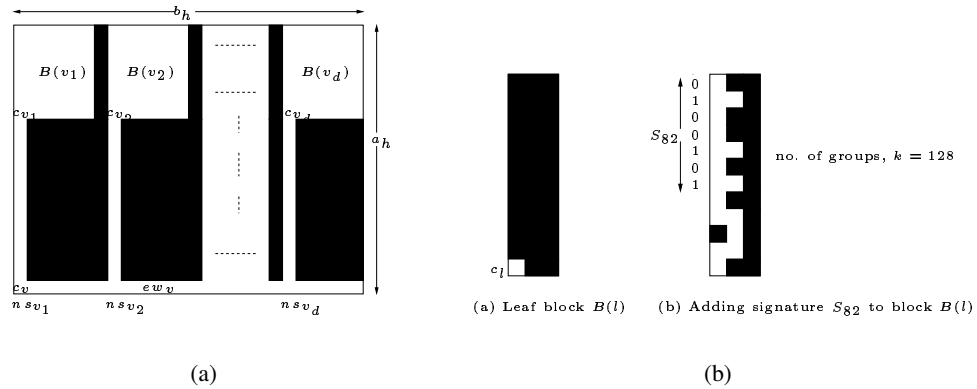 b_h
B(v_1) B(v_2) B(v_d)
c_{v_1} c_{v_2} c_{v_d}
a_h
c_v ew_v
ns_{v_1} ns_{v_2} ns_{v_d}
(a)
c_l
(a) Leaf block B(l)
0
1
0
0
1
0
1
S_{82}
no. of groups, k = 128
(b) Adding signature S_{82} to block B(l)
(b)